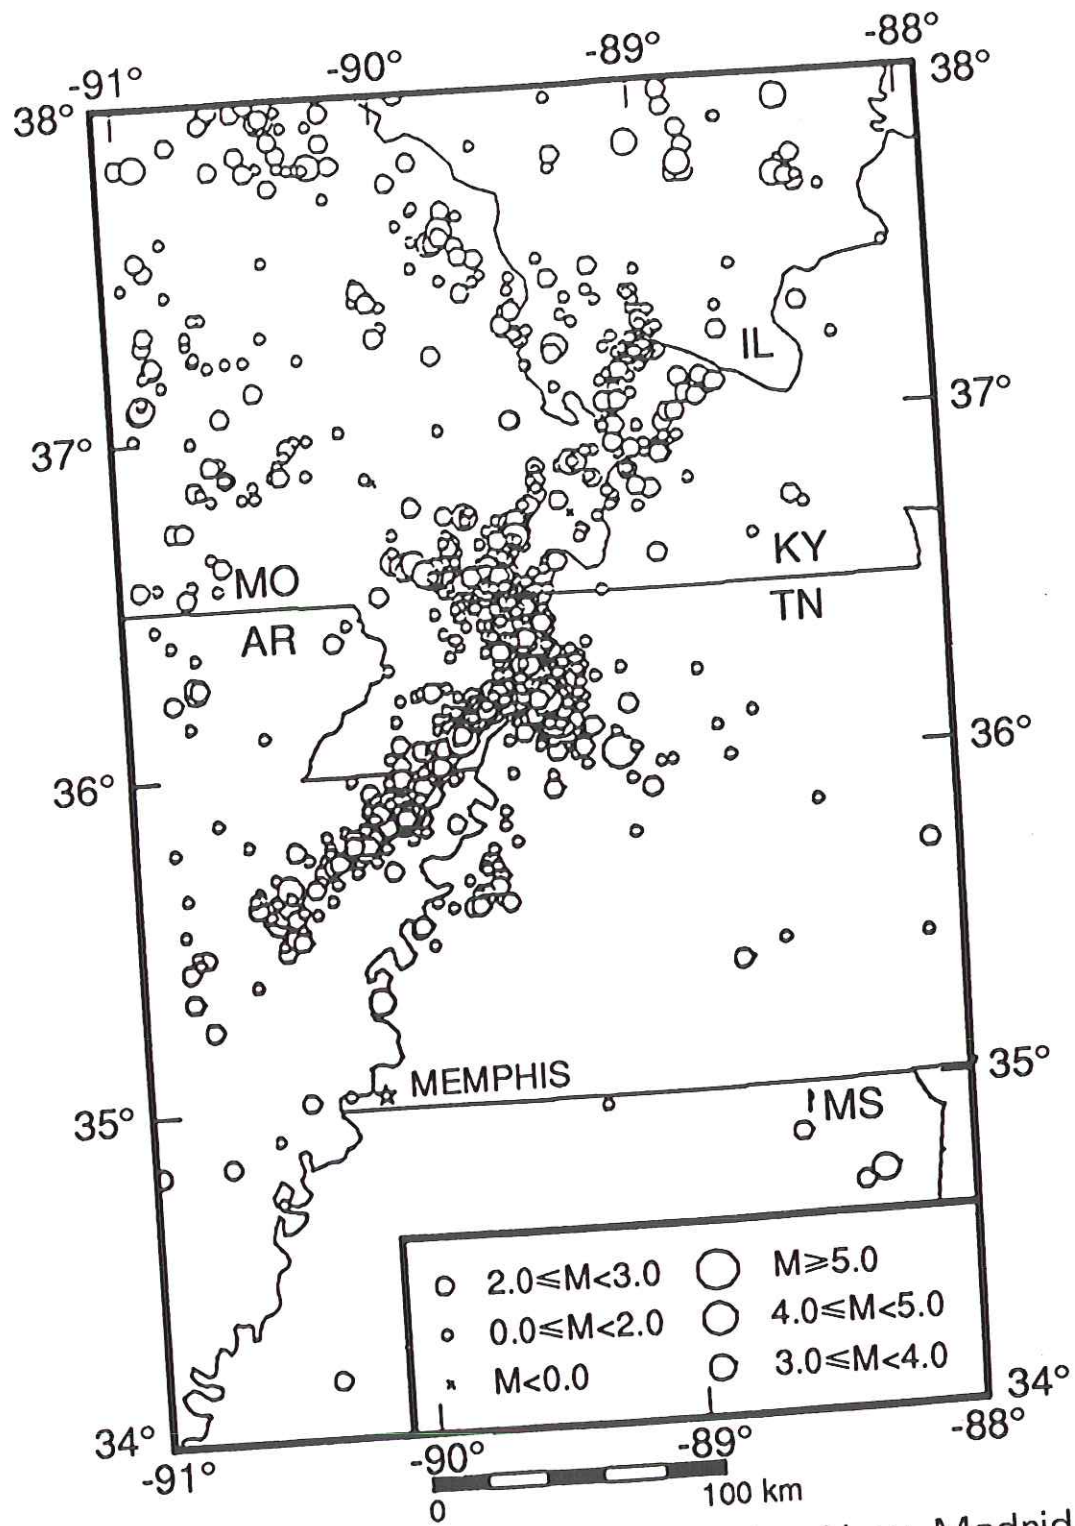 -91° -90° -89° -88°
38° 38°
37° 37°
IL
KY
MO
TN
AR
36° 36°
35° 35°
MEMPHIS
MS
2.0≤M<3.0 M≥5.0
0.0≤M<2.0 4.0≤M<5.0
M<0.0 3.0≤M<4.0
34° 34°
-91° -90° -89° -88°
0 100 km
Madrid